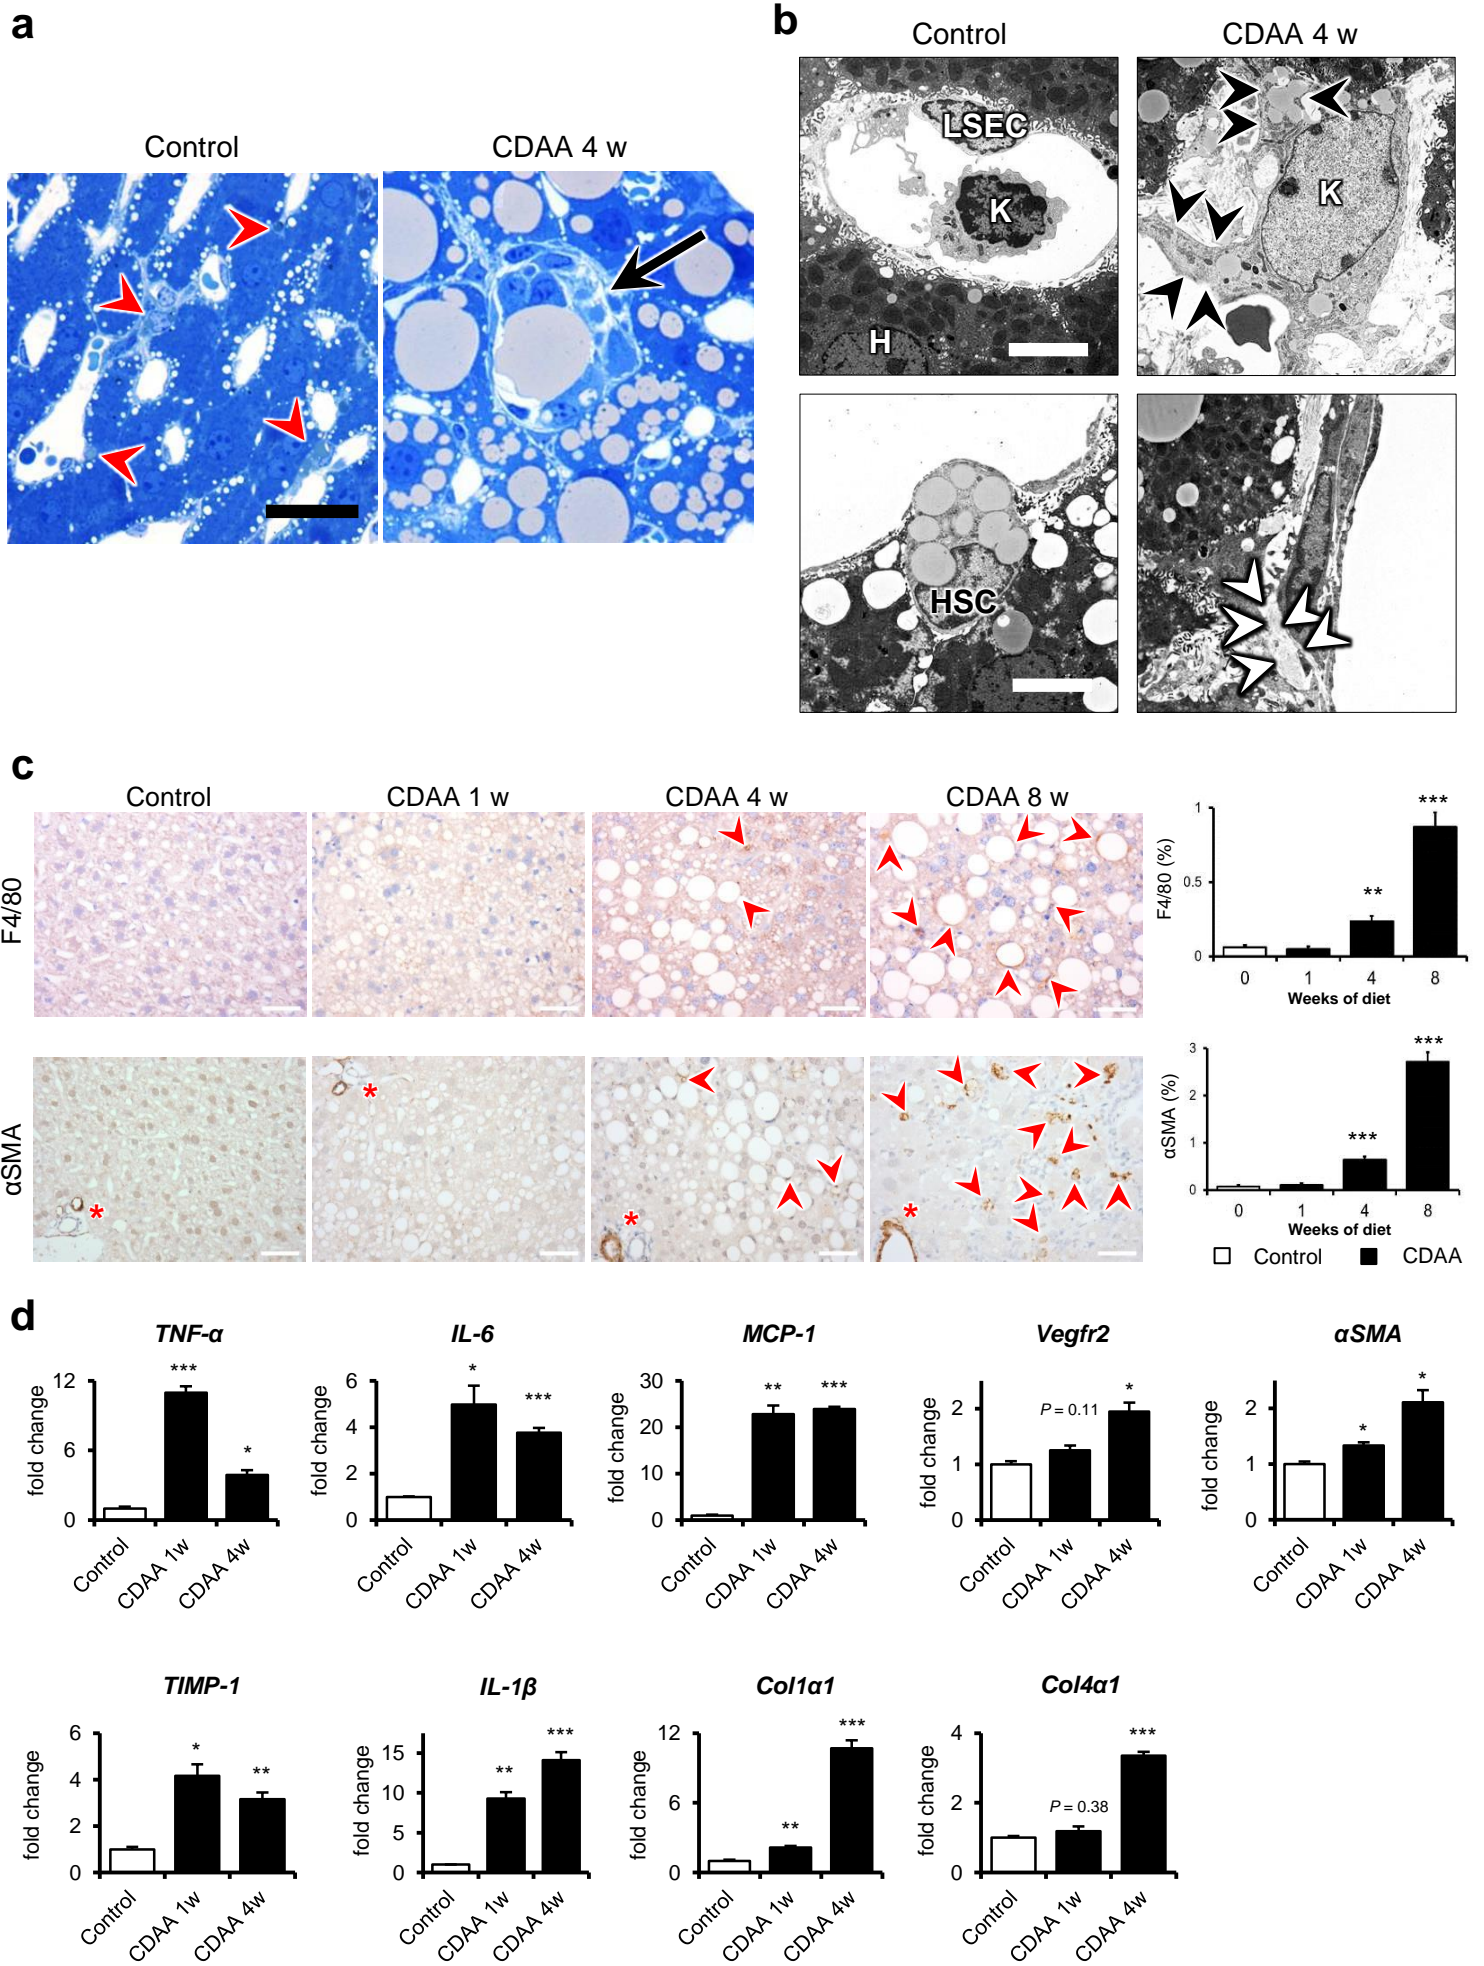 a
Control
CDAA 4 w
b
Control
CDAA 4 w
LSEC
K
H
K
HSC
c
Control
CDAA 1 w
CDAA 4 w
CDAA 8 w
F4/80
*
*
*
*
αSMA
F4/80 (%)
1
0.5
0
**
***
0 1 4 8
Weeks of diet
αSMA (%)
3
2
1
0
***
***
0 1 4 8
Weeks of diet
Control CDAA
d
TNF-α
fold change
12
6
0
***
*
Control
CDAA 1w
CDAA 4w
IL-6
fold change
6
4
2
0
*
***
Control
CDAA 1w
CDAA 4w
MCP-1
fold change
30
20
10
0
**
***
Control
CDAA 1w
CDAA 4w
Vegfr2
fold change
2
1
0
P = 0.11
*
Control
CDAA 1w
CDAA 4w
αSMA
fold change
2
1
0
*
*
Control
CDAA 1w
CDAA 4w
TIMP-1
fold change
6
4
2
0
*
**
Control
CDAA 1w
CDAA 4w
IL-1β
fold change
15
10
5
0
**
***
Control
CDAA 1w
CDAA 4w
Col1α1
fold change
12
6
0
**
***
Control
CDAA 1w
CDAA 4w
Col4α1
fold change
4
2
0
P = 0.38
***
Control
CDAA 1w
CDAA 4w